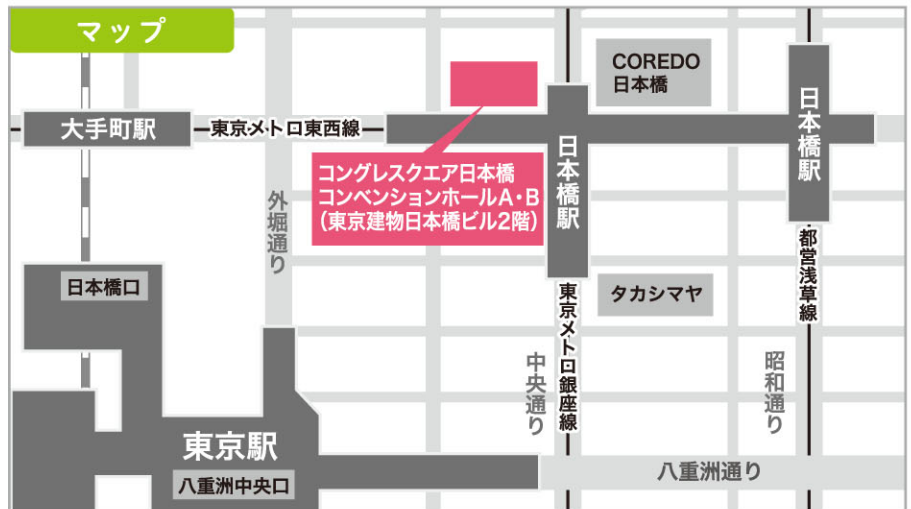 マップ
COREDO
日本橋
大手町駅
東京メトロ東西線
日本橋駅
日本橋駅
コングレスクエア日本橋
コンベンションホールA・B
（東京建物日本橋ビル2階）
外堀通り
都営浅草線
日本橋口
タカシマヤ
東京メトロ銀座線
中央通り
昭和通り
東京駅
八重洲中央口
八重洲通り